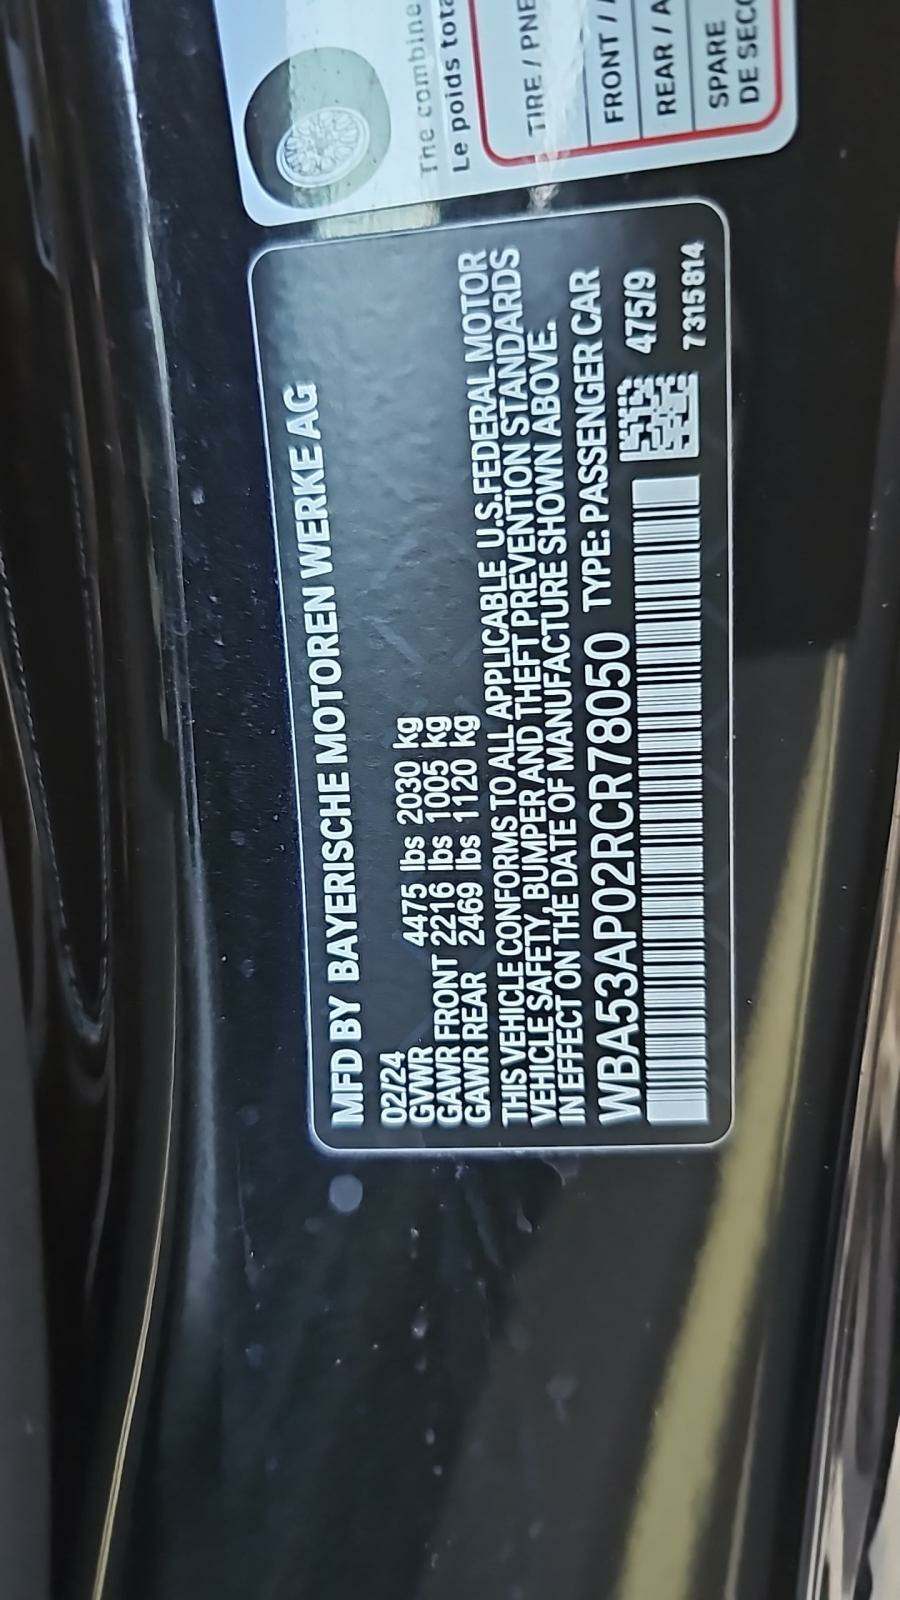 MFD BY BAYERISCHE MOTOREN WERKE AG
02/24
GVWR 4475 lbs 2030 kg
GAWR FRONT 2216 lbs 1005 kg
GAWR REAR 2469 lbs 1120 kg
THIS VEHICLE CONFORMS TO ALL APPLICABLE U.S.FEDERAL MOTOR
VEHICLE SAFETY, BUMPER AND THEFT PREVENTION STANDARDS
IN EFFECT ON THE DATE OF MANUFACTURE SHOWN ABOVE.
WBA53AP02RCR78050 TYPE: PASSENGER CAR
475/9
7 315 814
The combine
Le poids tota
TIRE / PNE
FRONT /
REAR / A
SPARE
DE SECO